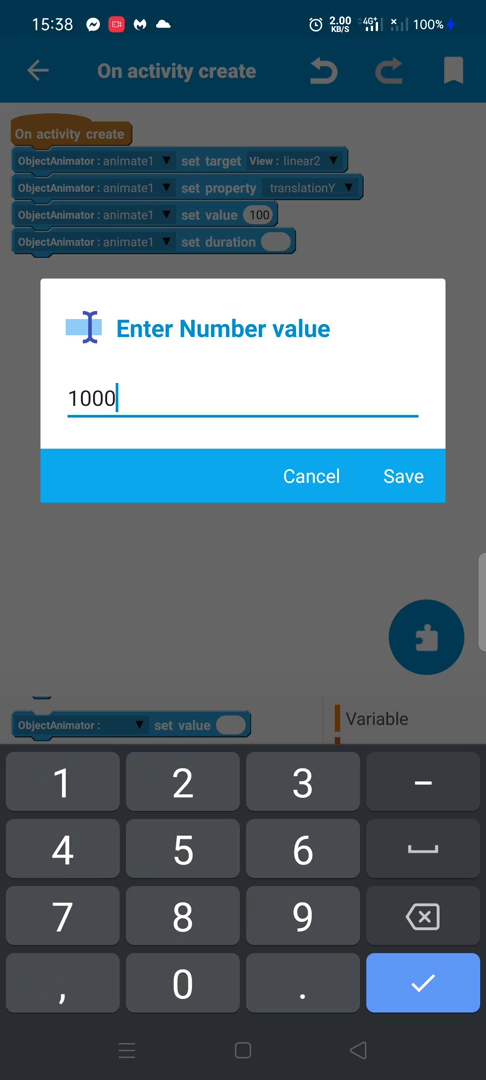 15:38
2.00 KB/S 4G+ 100%
On activity create
On activity create
ObjectAnimator : animate1 set target View : linear2
ObjectAnimator : animate1 set property translationY
ObjectAnimator : animate1 set value 100
ObjectAnimator : animate1 set duration
Enter Number value
1000
Cancel Save
ObjectAnimator : set value
Variable
1 2 3 –
4 5 6
7 8 9
, 0 .